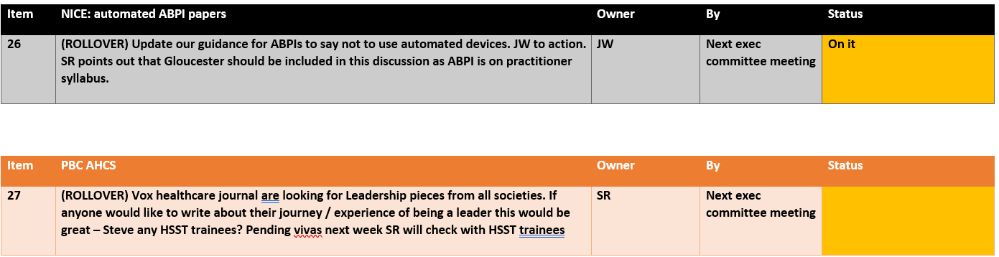 Item NICE: automated ABPI papers Owner By Status
26 (ROLLOVER) Update our guidance for ABPIs to say not to use automated devices. JW to action. JW Next exec On it
SR points out that Gloucester should be included in this discussion as ABPI is on practitioner committee meeting
syllabus.
Item PBC AHCS Owner By Status
27 (ROLLOVER) Vox healthcare journal are looking for Leadership pieces from all societies. If SR Next exec
anyone would like to write about their journey / experience of being a leader this would be committee meeting
great – Steve any HSST trainees? Pending vivas next week SR will check with HSST trainees